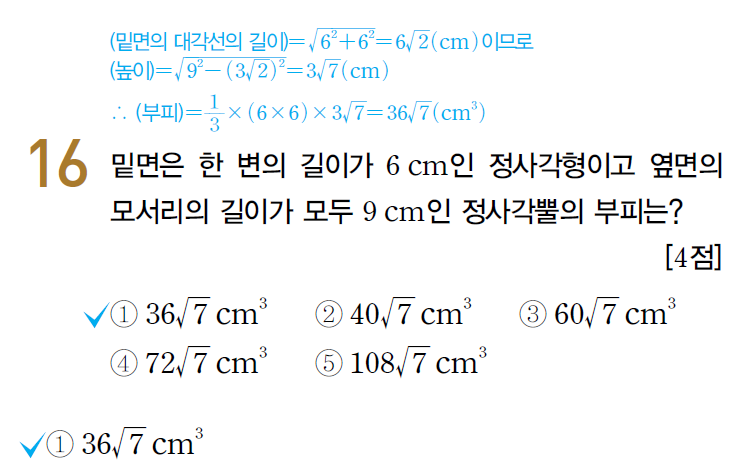 (밑면의 대각선의 길이)=√(6²+6²)=6√2(cm)이므로
(높이)=√(9²-(3√2)²)=3√7(cm)
∴ (부피)=1/3×(6×6)×3√7=36√7(cm³)
16 밑면은 한 변의 길이가 6 cm인 정사각형이고 옆면의
모서리의 길이가 모두 9 cm인 정사각뿔의 부피는?
[4점]
✓① 36√7 cm³ ② 40√7 cm³ ③ 60√7 cm³
④ 72√7 cm³ ⑤ 108√7 cm³
✓① 36√7 cm³